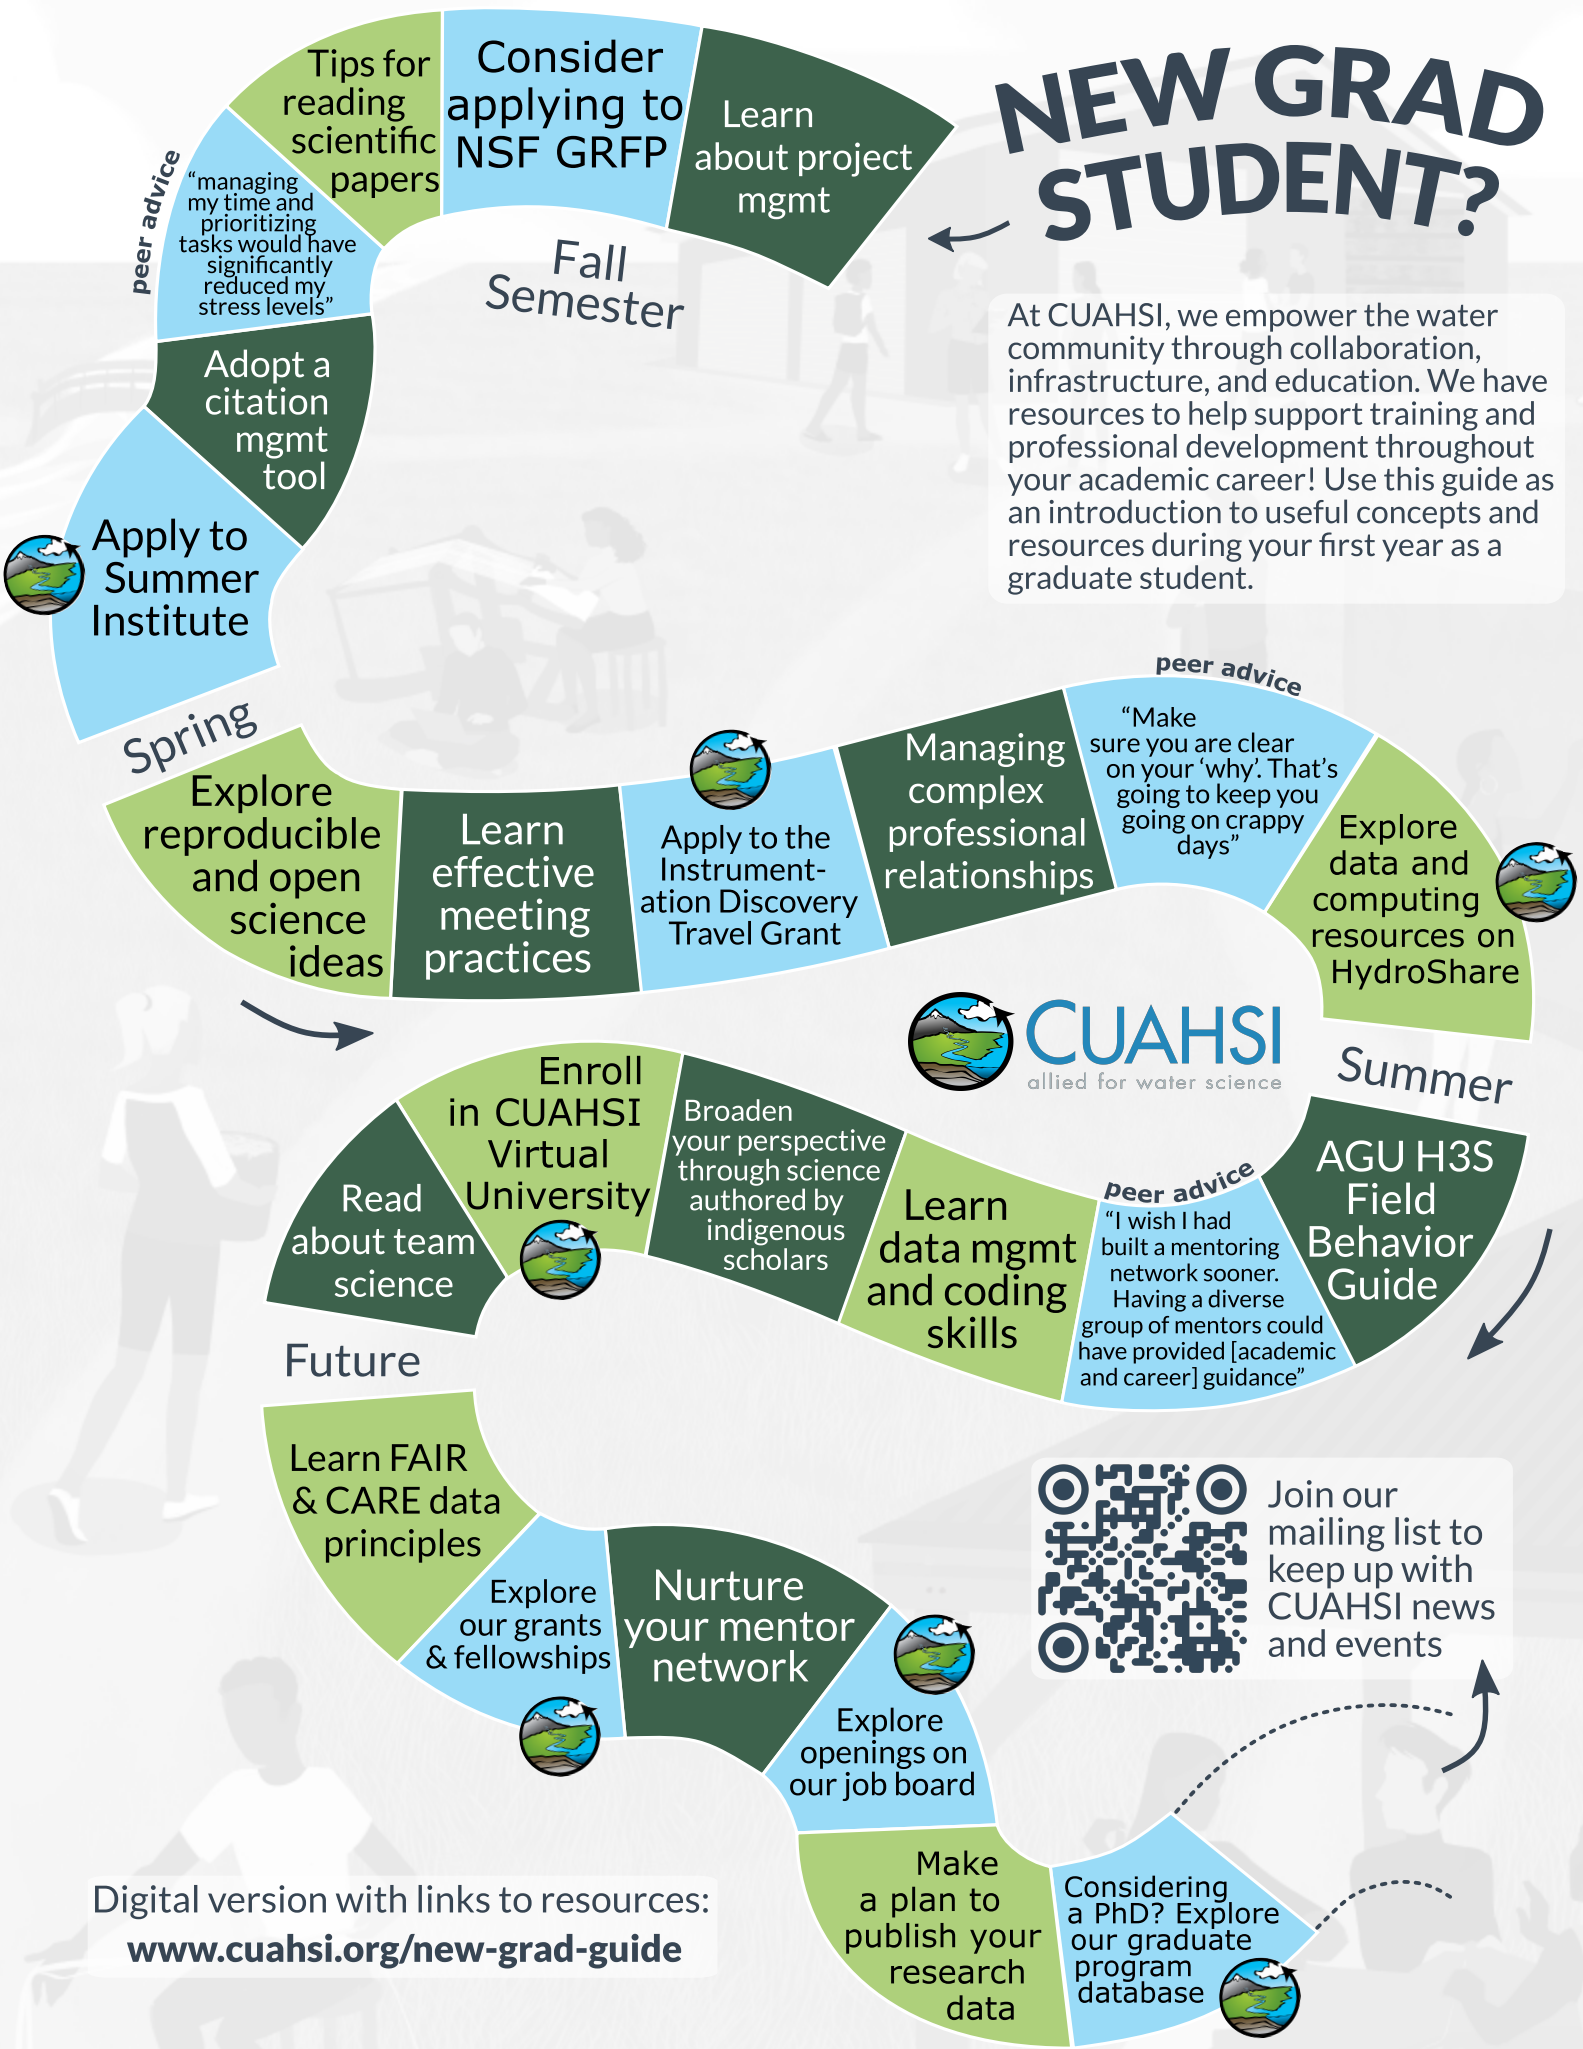 NEW GRAD
STUDENT?
At CUAHSI, we empower the water
community through collaboration,
infrastructure, and education. We have
resources to help support training and
professional development throughout
your academic career! Use this guide as
an introduction to useful concepts and
resources during your first year as a
graduate student.
Fall
Semester
Learn
about project
mgmt
Consider
applying to
NSF GRFP
Tips for
reading
scientific
papers
peer advice
“managing
my time and
prioritizing
tasks would have
significantly
reduced my
stress levels”
Adopt a
citation
mgmt
tool
Apply to
Summer
Institute
Spring
Explore
reproducible
and open
science
ideas
Learn
effective
meeting
practices
Apply to the
Instrument-
ation Discovery
Travel Grant
Managing
complex
professional
relationships
peer advice
“Make
sure you are clear
on your ‘why’. That’s
going to keep you
going on crappy
days”
Explore
data and
computing
resources on
HydroShare
CUAHSI
allied for water science
Summer
AGU H3S
Field
Behavior
Guide
peer advice
“I wish I had
built a mentoring
network sooner.
Having a diverse
group of mentors could
have provided [academic
and career] guidance”
Learn
data mgmt
and coding
skills
Broaden
your perspective
through science
authored by
indigenous
scholars
Enroll
in CUAHSI
Virtual
University
Read
about team
science
Future
Learn FAIR
& CARE data
principles
Explore
our grants
& fellowships
Nurture
your mentor
network
Explore
openings on
our job board
Make
a plan to
publish your
research
data
Considering
a PhD? Explore
our graduate
program
database
Join our
mailing list to
keep up with
CUAHSI news
and events
Digital version with links to resources:
www.cuahsi.org/new-grad-guide